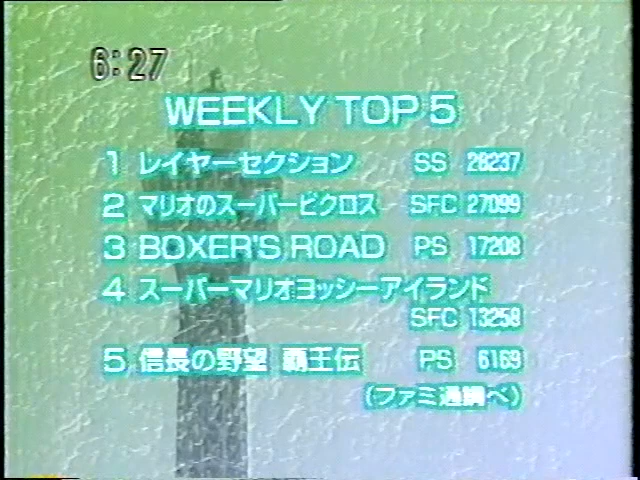 6:27
WEEKLY TOP 5
1 レイヤーセクション SS 28237
2 マリオのスーパーピクロス SFC 27099
3 BOXER'S ROAD PS 17208
4 スーパーマリオヨッシーアイランド
SFC 13258
5 信長の野望 覇王伝 PS 6169
(ファミ通調べ)